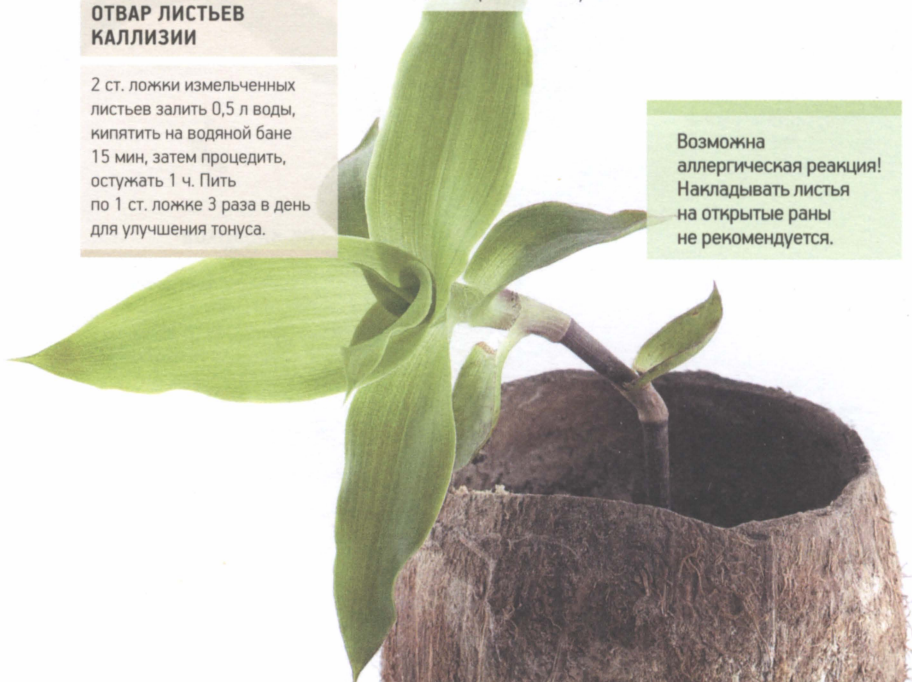 ОТВАР ЛИСТЬЕВ
КАЛЛИЗИИ
2 ст. ложки измельченных
листьев залить 0,5 л воды,
кипятить на водяной бане
15 мин, затем процедить,
остужать 1 ч. Пить
по 1 ст. ложке 3 раза в день
для улучшения тонуса.
Возможна
аллергическая реакция!
Накладывать листья
на открытые раны
не рекомендуется.